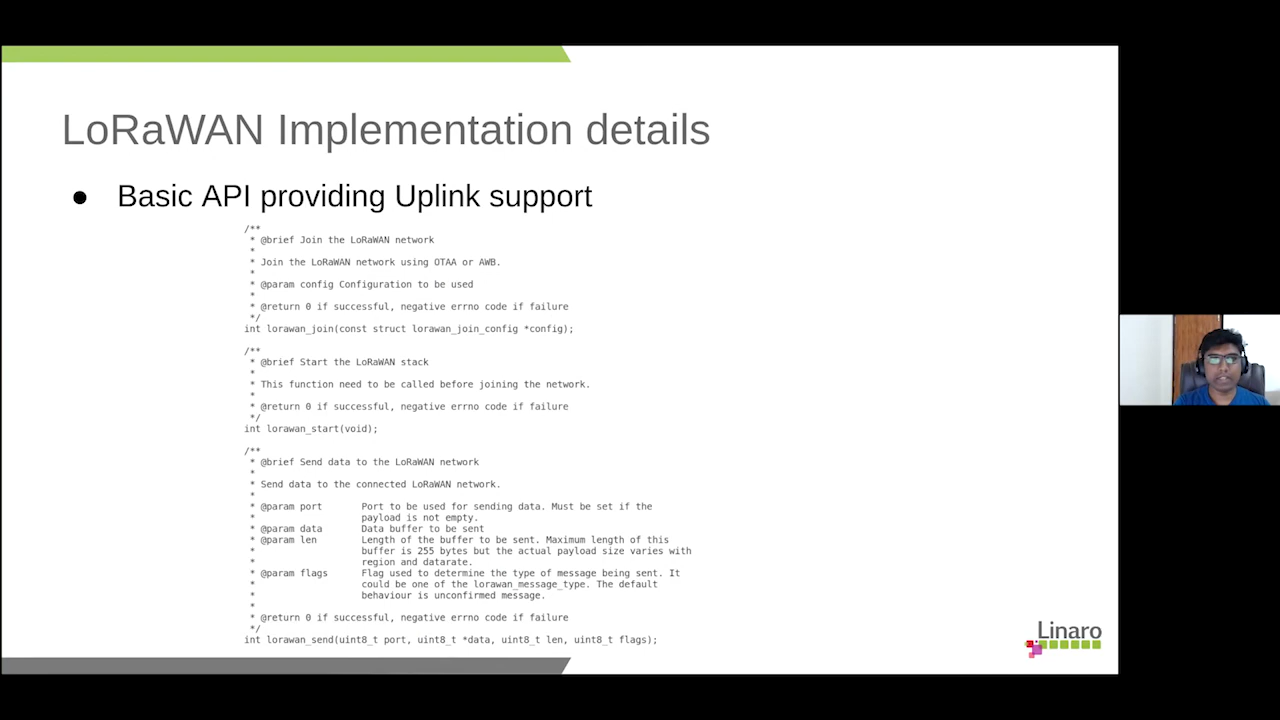 LoRaWAN Implementation details
● Basic API providing Uplink support
/**
* @brief Join the LoRaWAN network
*
* Join the LoRaWAN network using OTAA or AWB.
*
* @param config Configuration to be used
*
* @return 0 if successful, negative errno code if failure
*/
int lorawan_join(const struct lorawan_join_config *config);
/**
* @brief Start the LoRaWAN stack
*
* This function need to be called before joining the network.
*
* @return 0 if successful, negative errno code if failure
*/
int lorawan_start(void);
/**
* @brief Send data to the LoRaWAN network
*
* Send data to the connected LoRaWAN network.
*
* @param port Port to be used for sending data. Must be set if the
* payload is not empty.
* @param data Data buffer to be sent
* @param len Length of the buffer to be sent. Maximum length of this
* buffer is 255 bytes but the actual payload size varies with
* region and datarate.
* @param flags Flag used to determine the type of message being sent. It
* could be one of the lorawan_message_type. The default
* behaviour is unconfirmed message.
*
* @return 0 if successful, negative errno code if failure
*/
int lorawan_send(uint8_t port, uint8_t *data, uint8_t len, uint8_t flags);
Linaro